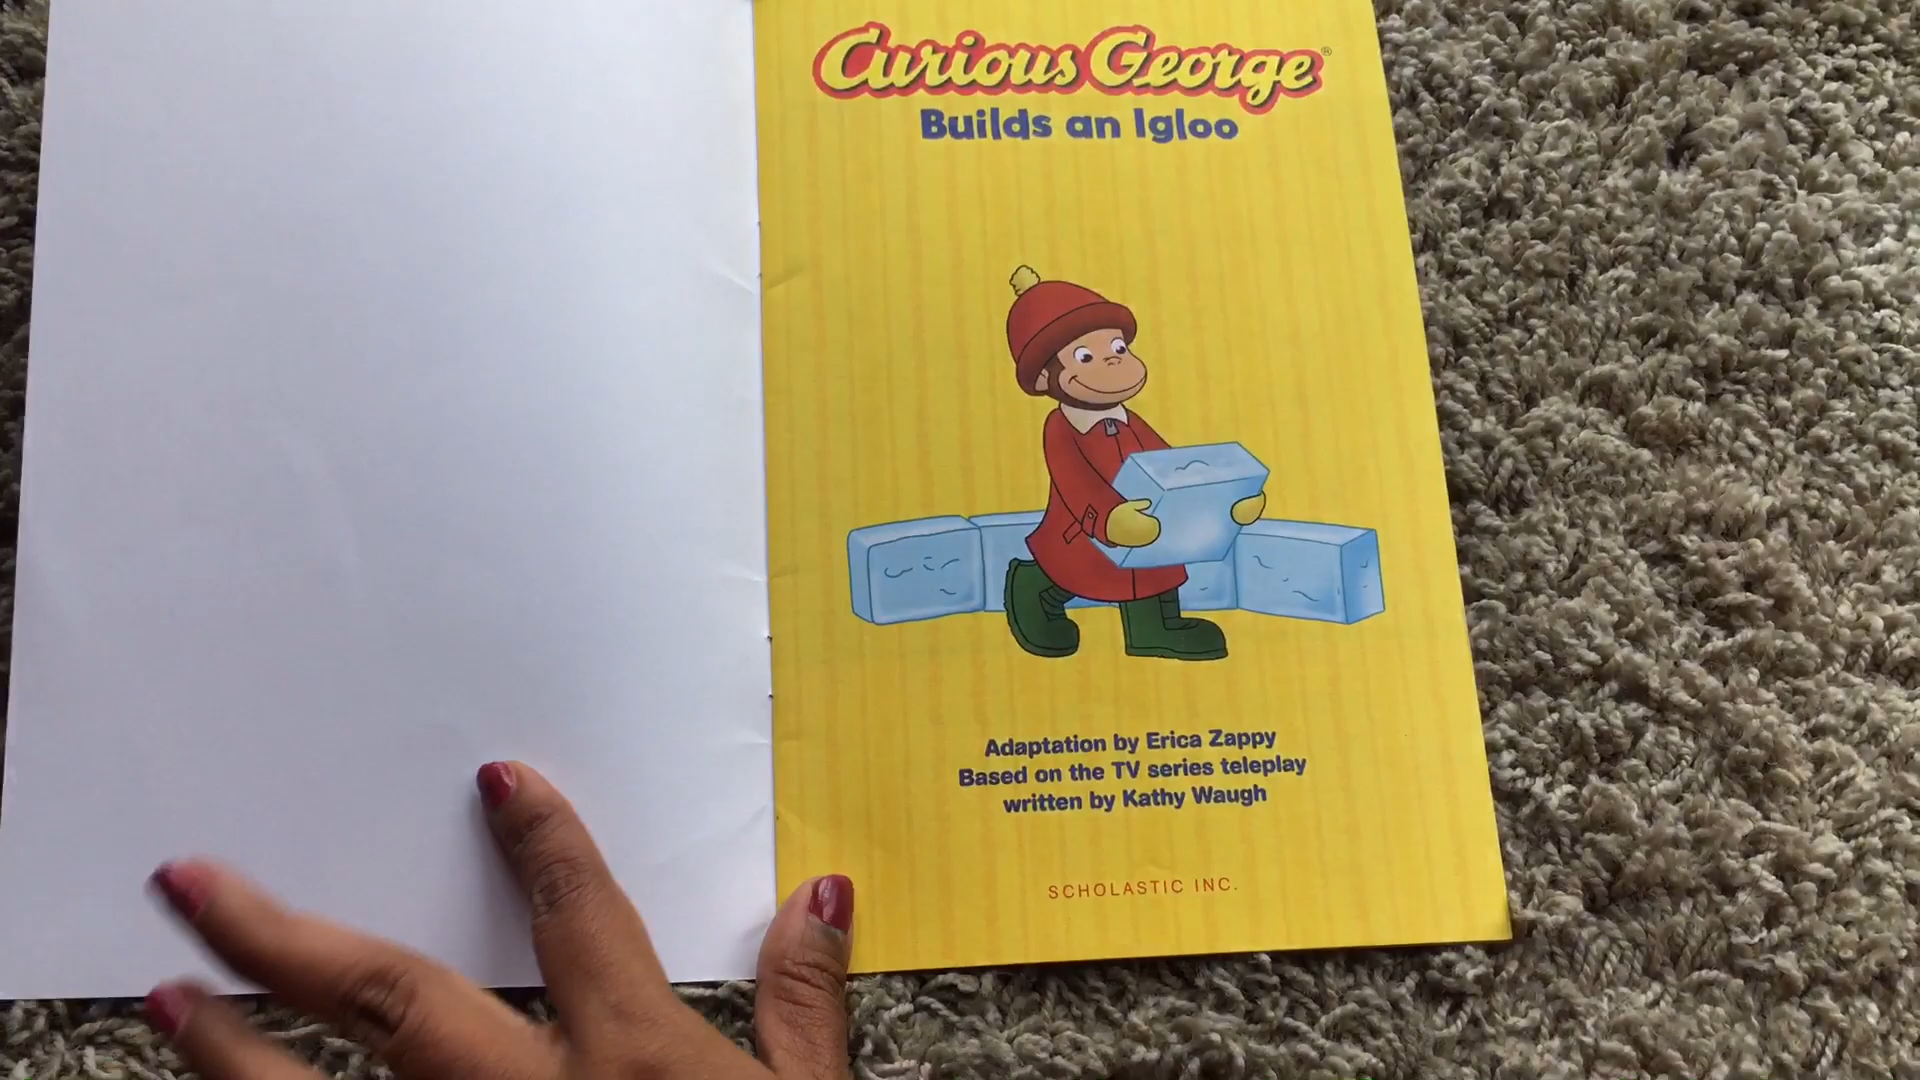 Curious George®
Builds an Igloo
Adaptation by Erica Zappy
Based on the TV series teleplay
written by Kathy Waugh
SCHOLASTIC INC.